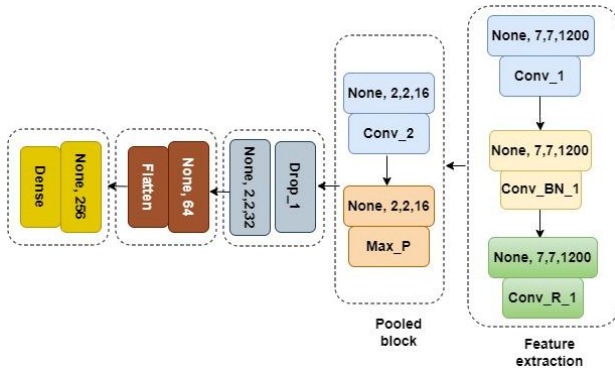 None, 7,7,1200
Conv_1
None, 7,7,1200
Conv_BN_1
None, 7,7,1200
Conv_R_1
Feature
extraction
None, 2,2,16
Conv_2
None, 2,2,16
Max_P
Pooled
block
Drop_1
None, 2,2,32
None, 64
Flatten
None, 256
Dense